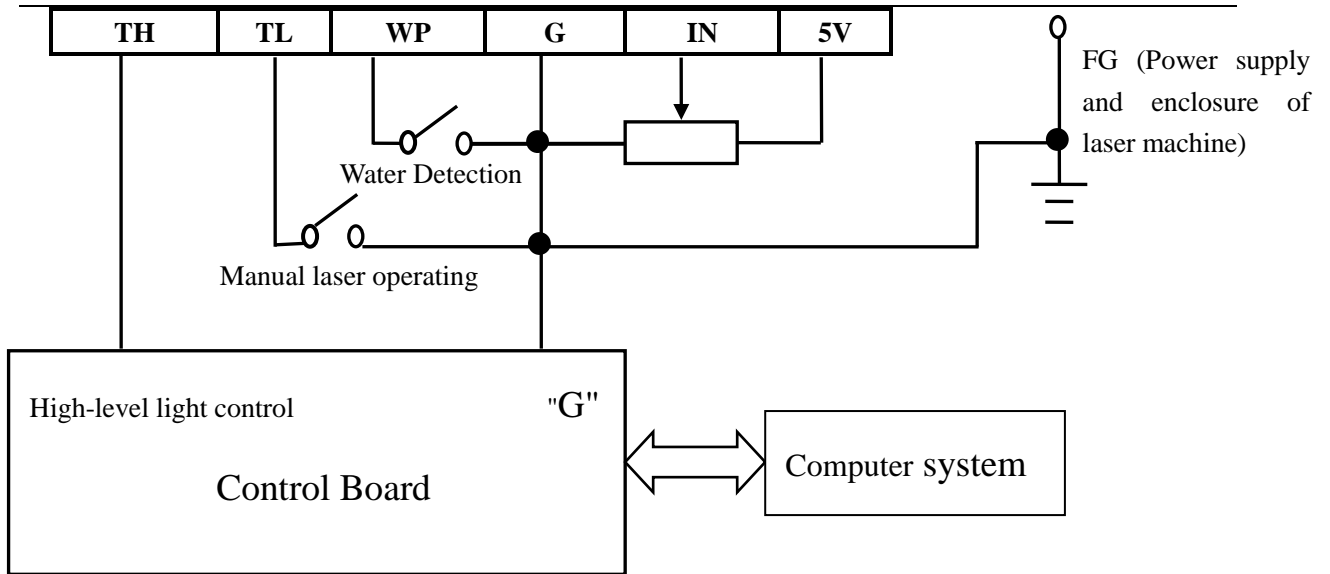 TH TL WP G IN 5V
FG (Power supply
and enclosure of
laser machine)
Water Detection
Manual laser operating
High-level light control "G"
Control Board
Computer system